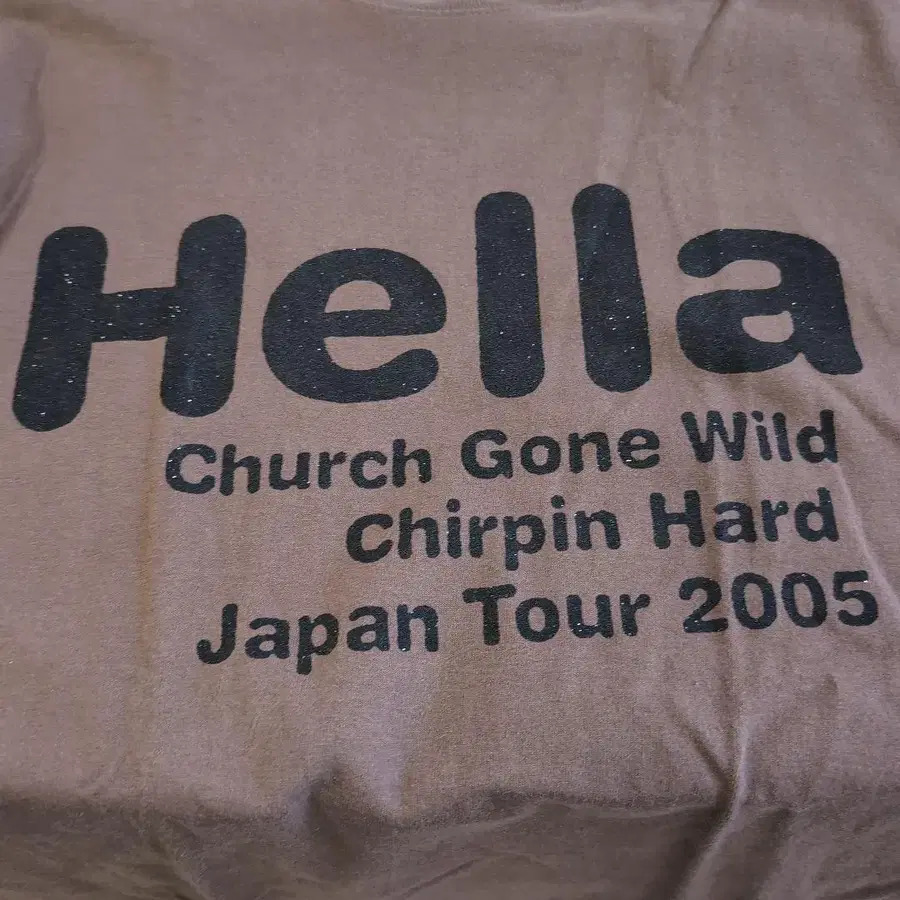 Hella
Church Gone Wild
Chirpin Hard
Japan Tour 2005